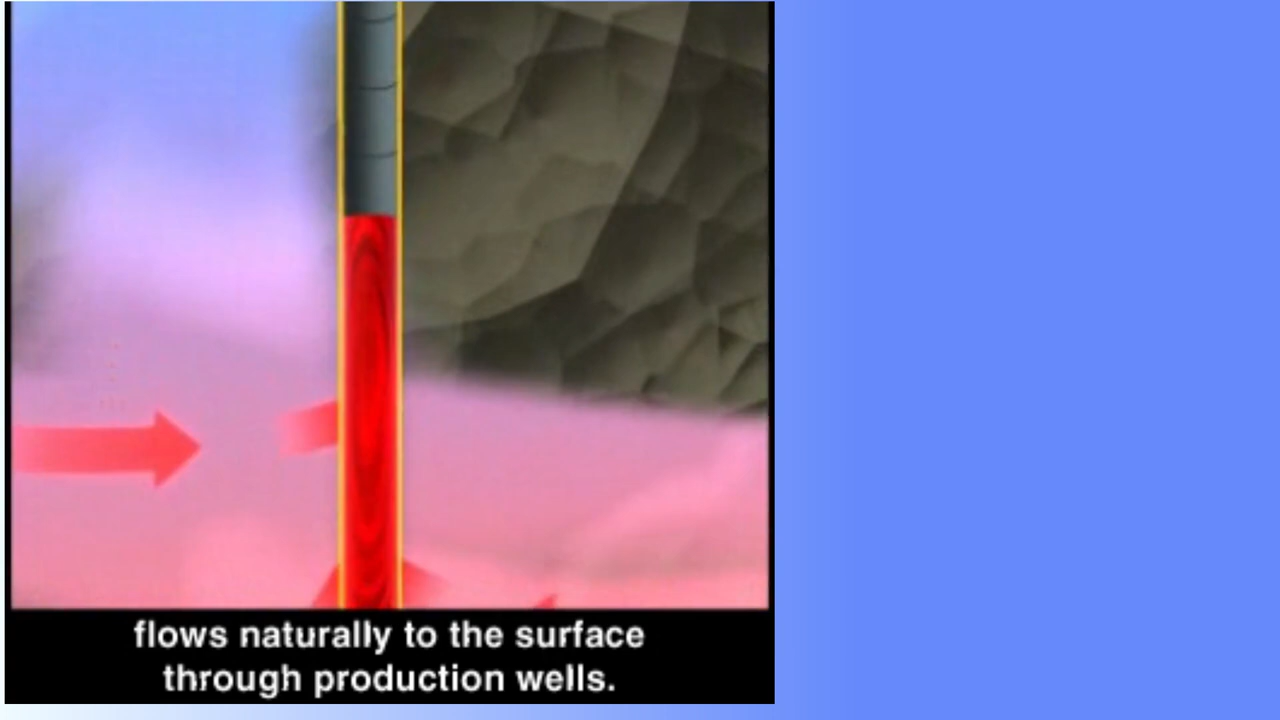 flows naturally to the surface
through production wells.